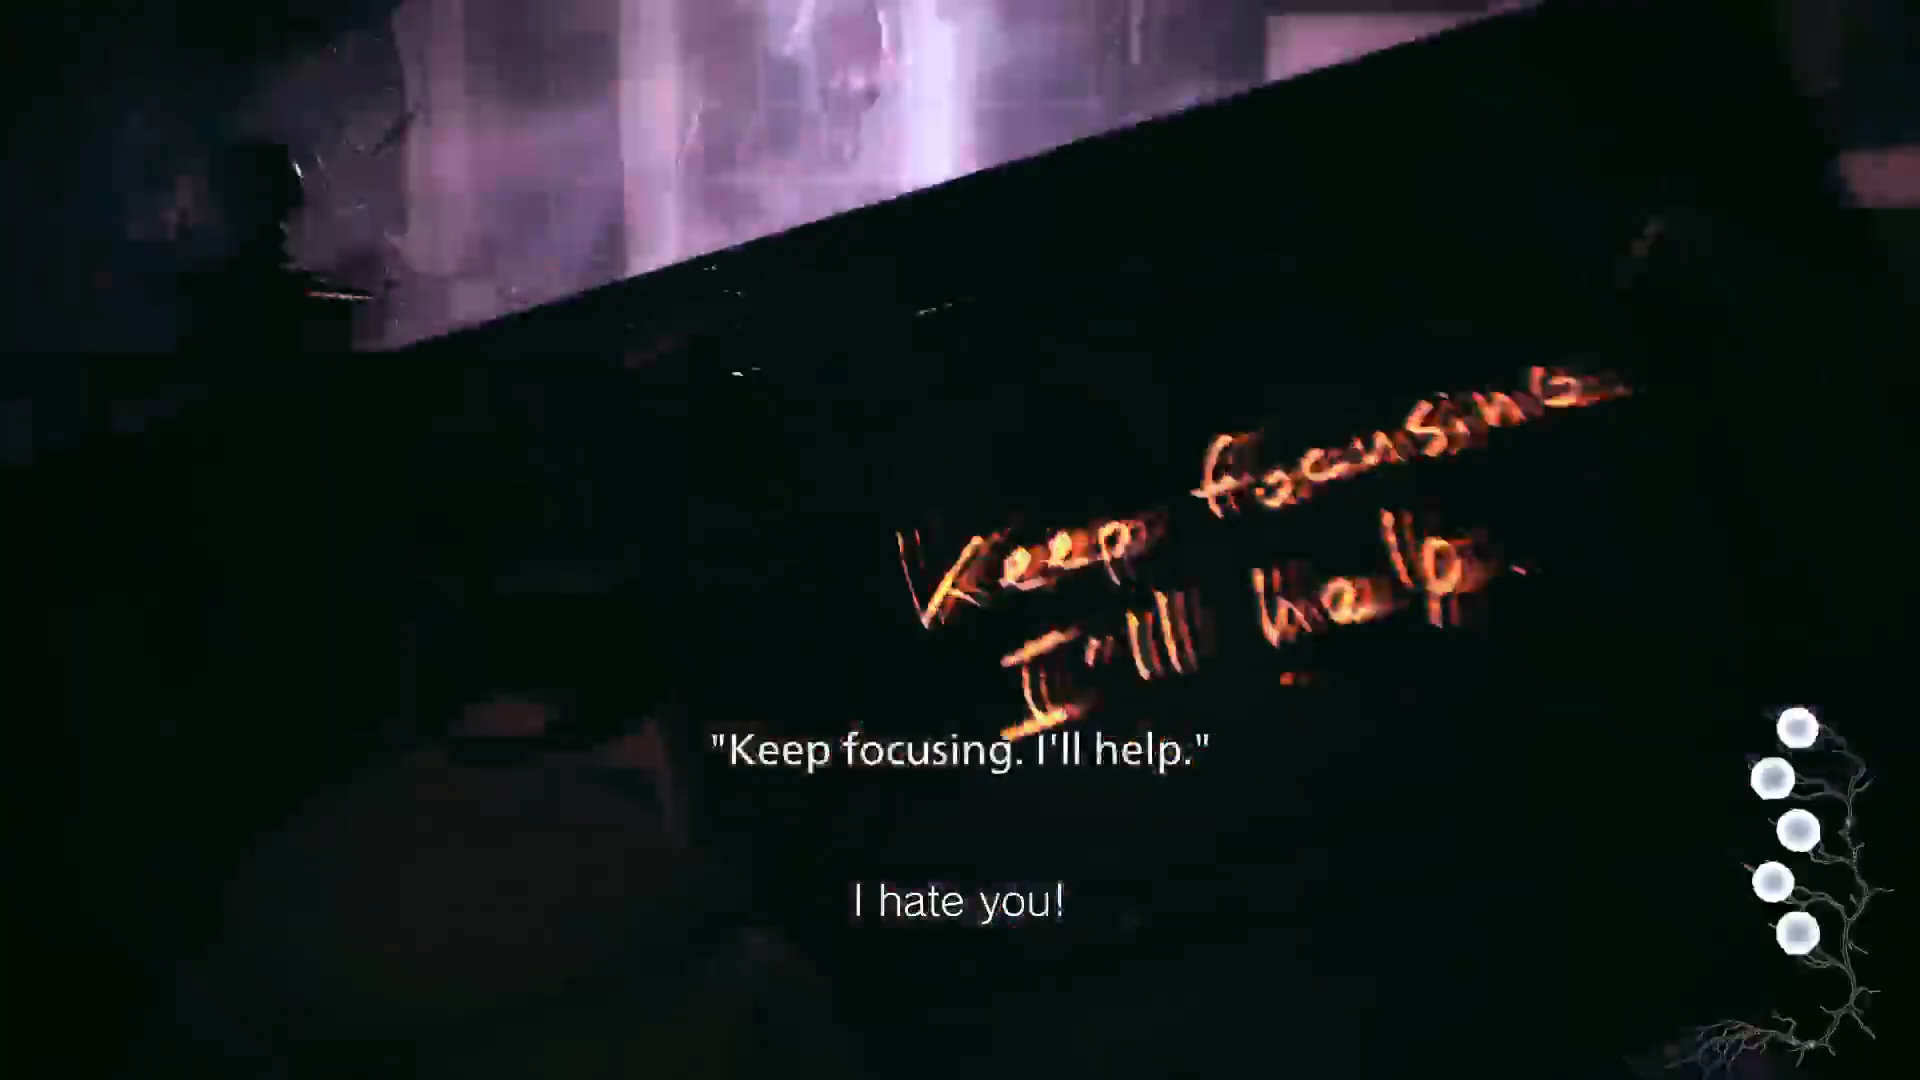 Keep focusing
I'll help.
"Keep focusing. I'll help."
I hate you!